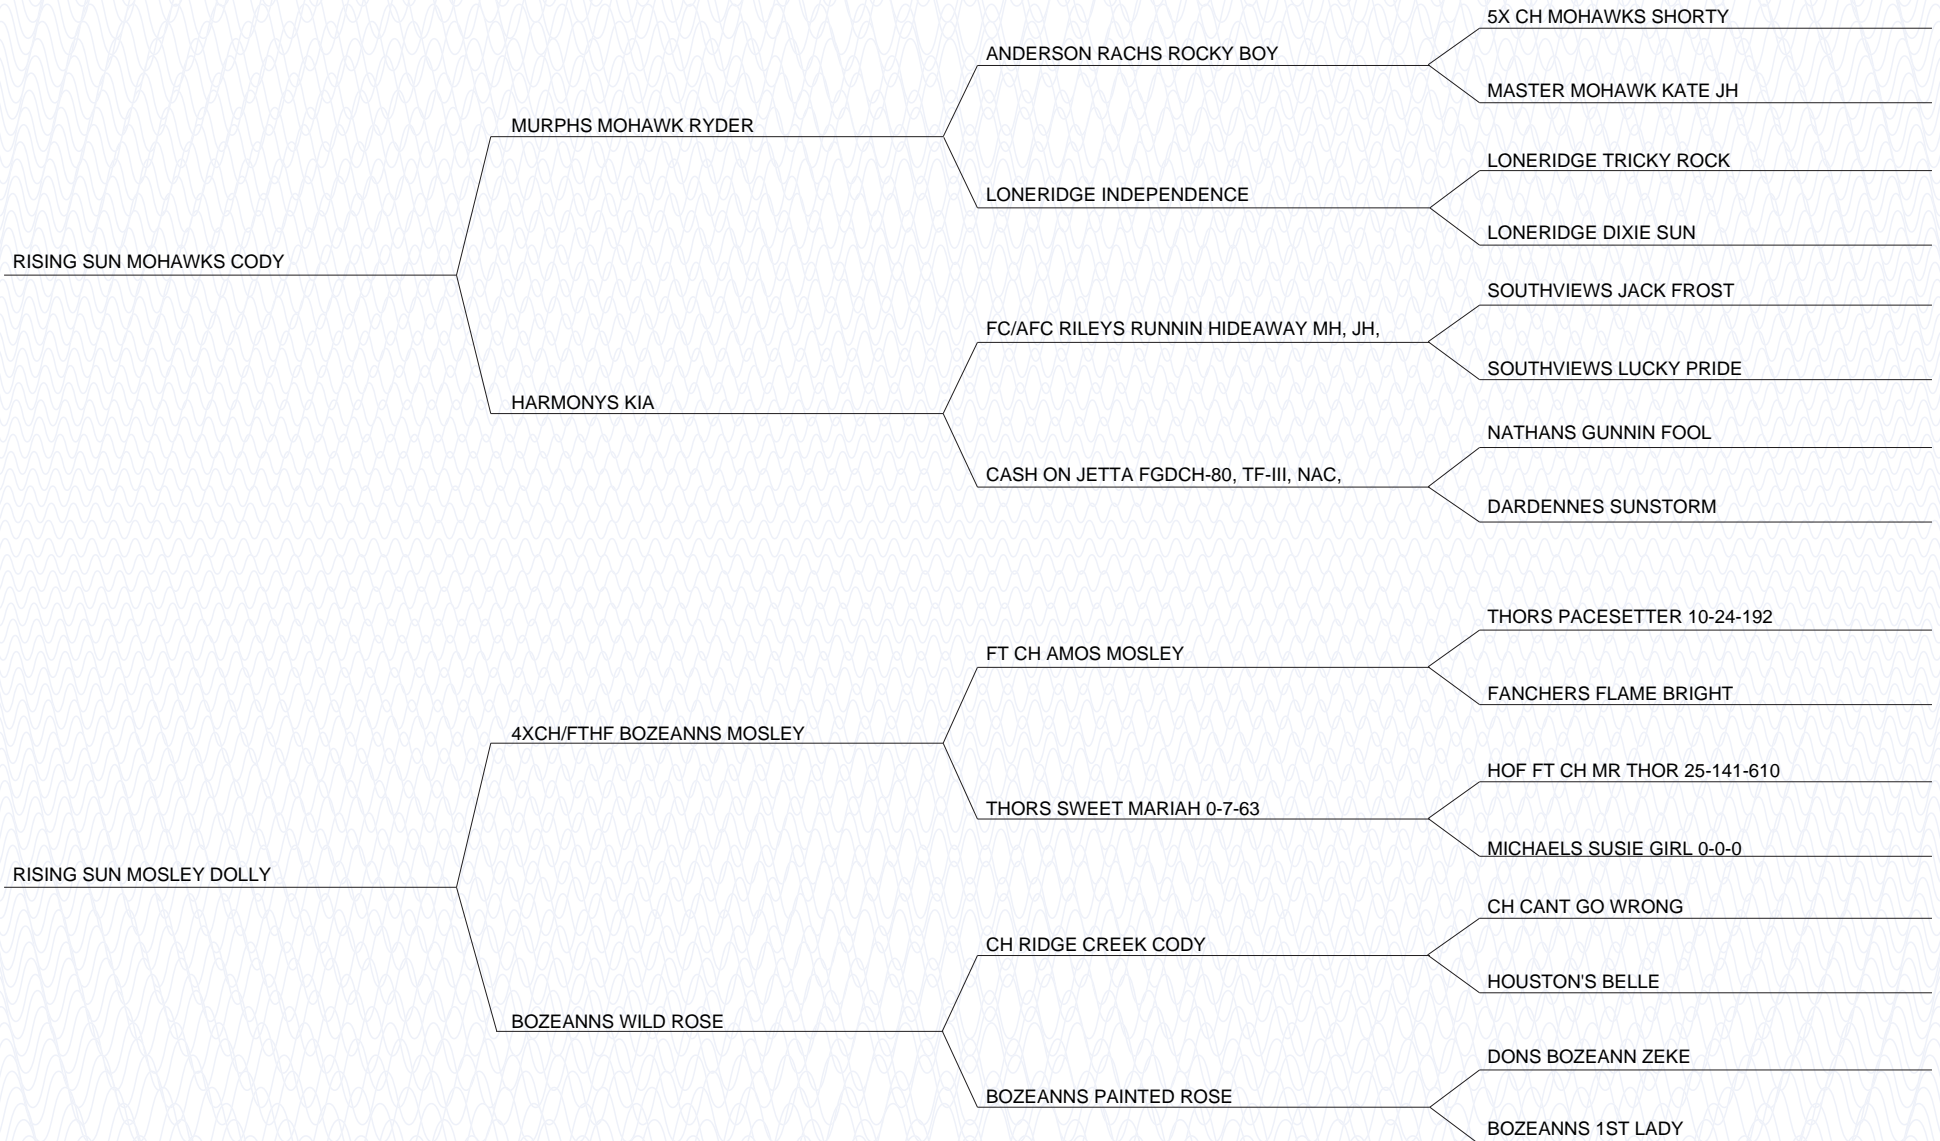 5X CH MOHAWKS SHORTY
ANDERSON RACHS ROCKY BOY
MASTER MOHAWK KATE JH
MURPHS MOHAWK RYDER
LONERIDGE TRICKY ROCK
LONERIDGE INDEPENDENCE
LONERIDGE DIXIE SUN
RISING SUN MOHAWKS CODY
SOUTHVIEWS JACK FROST
FC/AFC RILEYS RUNNIN HIDEAWAY MH, JH,
SOUTHVIEWS LUCKY PRIDE
HARMONYS KIA
NATHANS GUNNIN FOOL
CASH ON JETTA FGDCH-80, TF-III, NAC,
DARDENNES SUNSTORM
THORS PACESETTER 10-24-192
FT CH AMOS MOSLEY
FANCHERS FLAME BRIGHT
4XCH/FTHF BOZEANNS MOSLEY
HOF FT CH MR THOR 25-141-610
THORS SWEET MARIAH 0-7-63
MICHAELS SUSIE GIRL 0-0-0
RISING SUN MOSLEY DOLLY
CH CANT GO WRONG
CH RIDGE CREEK CODY
HOUSTON'S BELLE
BOZEANNS WILD ROSE
DONS BOZEANN ZEKE
BOZEANNS PAINTED ROSE
BOZEANNS 1ST LADY